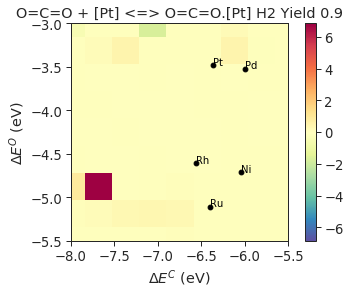 O=C=O + [Pt] <=> O=C=O.[Pt] H2 Yield 0.9
−3.0
−3.5
−4.0
−4.5
−5.0
−5.5
ΔE^O (eV)
Pt
Pd
Rh
Ni
Ru
−8.0 −7.5 −7.0 −6.5 −6.0 −5.5
ΔE^C (eV)
6
4
2
0
−2
−4
−6